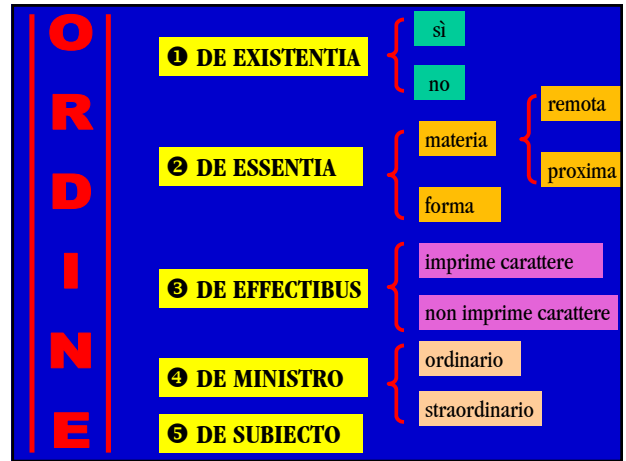 ORDINE
❶ DE EXISTENTIA
sì
no
❷ DE ESSENTIA
materia
remota
proxima
forma
❸ DE EFFECTIBUS
imprime carattere
non imprime carattere
❹ DE MINISTRO
ordinario
straordinario
❺ DE SUBIECTO